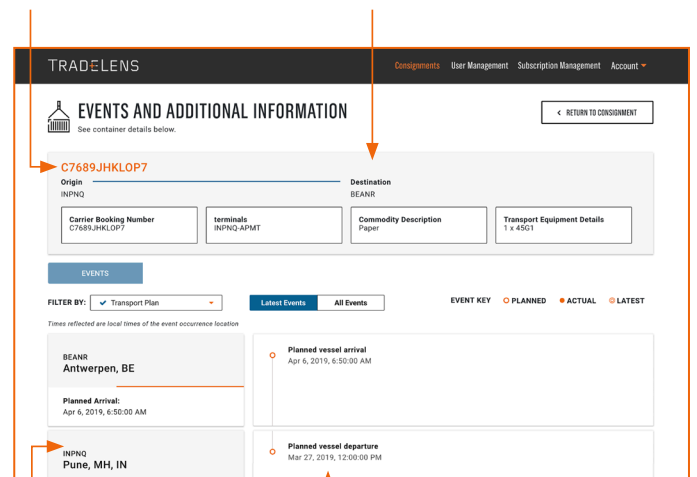 TRADELENS
Consignments User Management Subscription Management Account
EVENTS AND ADDITIONAL INFORMATION
See container details below.
< RETURN TO CONSIGNMENT
C7689JHKLOP7
Origin Destination
INPNQ BEANR
Carrier Booking Number terminals Commodity Description Transport Equipment Details
C7689JHKLOP7 INPNQ-APMT Paper 1 x 45G1
EVENTS
FILTER BY: Transport Plan Latest Events All Events EVENT KEY PLANNED ACTUAL LATEST
Times reflected are local times of the event occurrence location
BEANR
Antwerpen, BE
Planned Arrival:
Apr 6, 2019, 6:50:00 AM
Planned vessel arrival
Apr 6, 2019, 6:50:00 AM
INPNQ
Pune, MH, IN
Planned vessel departure
Mar 27, 2019, 12:00:00 PM